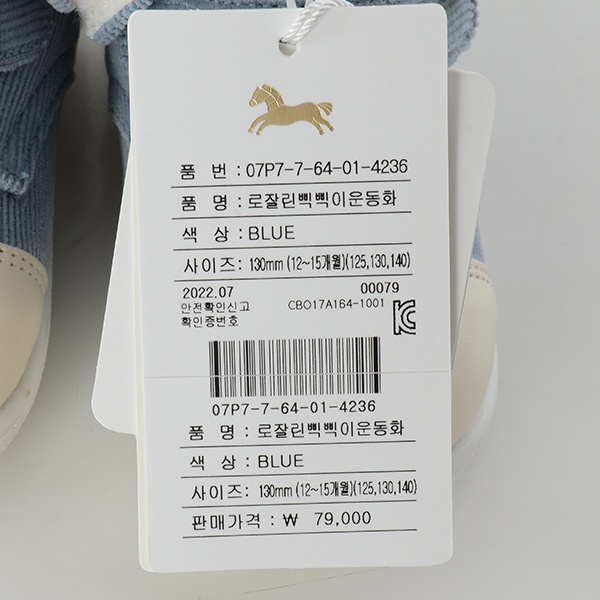 품 번 : 07P7-7-64-01-4236
품 명 : 로잘린삑삑이운동화
색 상 : BLUE
사이즈: 130mm (12~15개월)(125,130,140)
2022.07 00079
안전확인신고 CB017A164-1001
확인증번호
07P7-7-64-01-4236
품 명 : 로잘린삑삑이운동화
색 상 : BLUE
사이즈: 130mm (12~15개월)(125,130,140)
판매가격 : ₩ 79,000